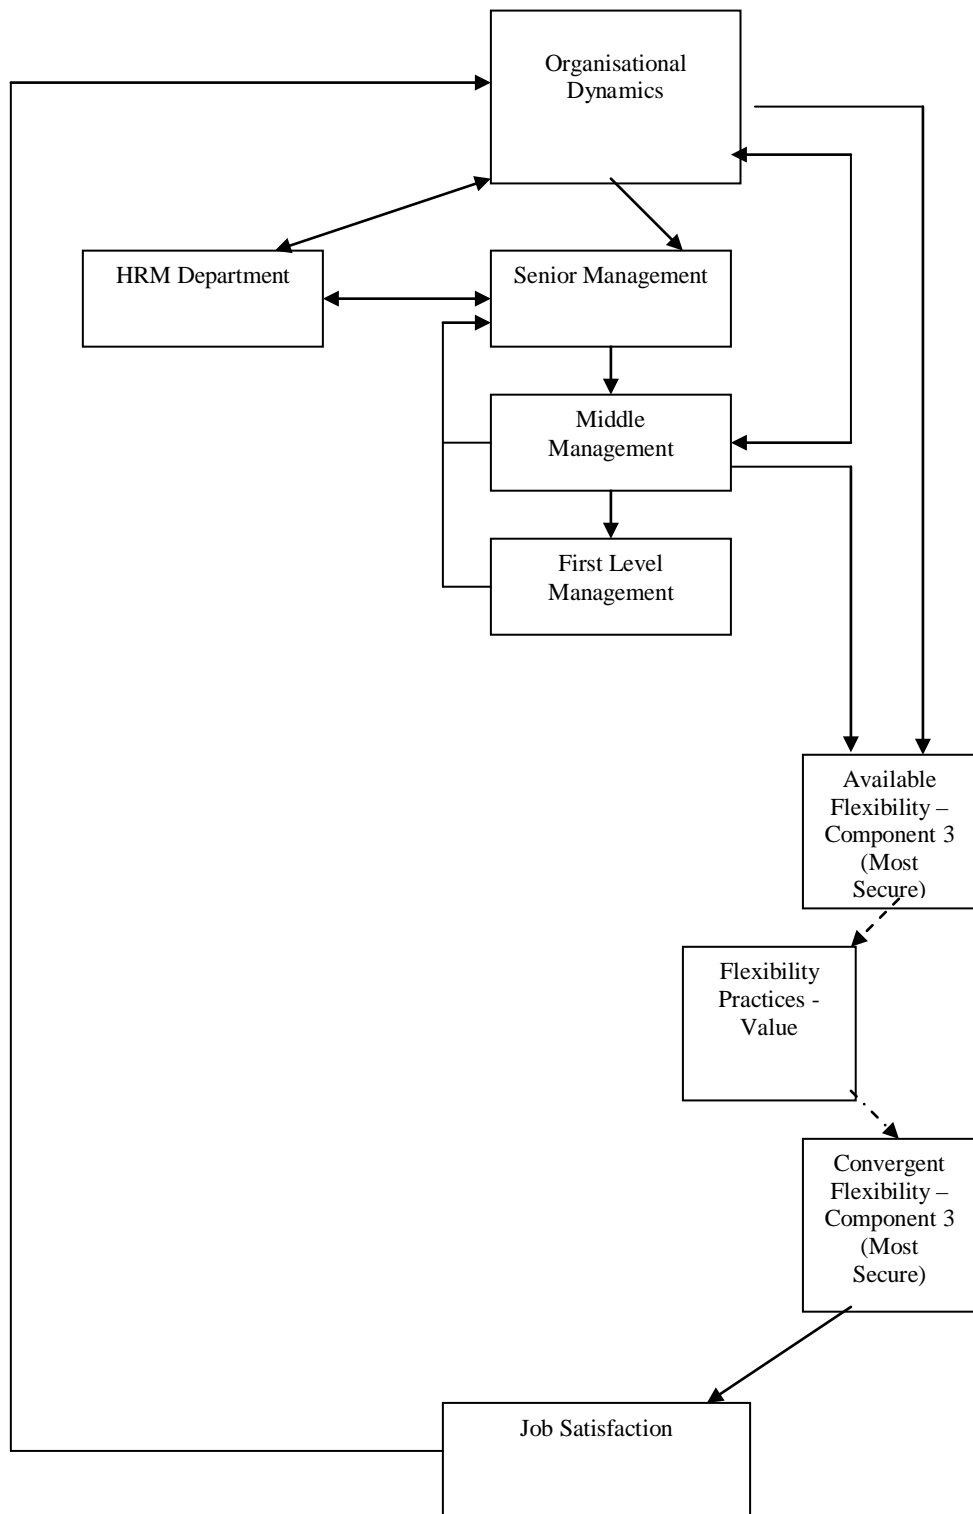 Organisational
Dynamics
HRM Department
Senior Management
Middle
Management
First Level
Management
Available
Flexibility –
Component 3
(Most
Secure)
Flexibility
Practices -
Value
Convergent
Flexibility –
Component 3
(Most
Secure)
Job Satisfaction